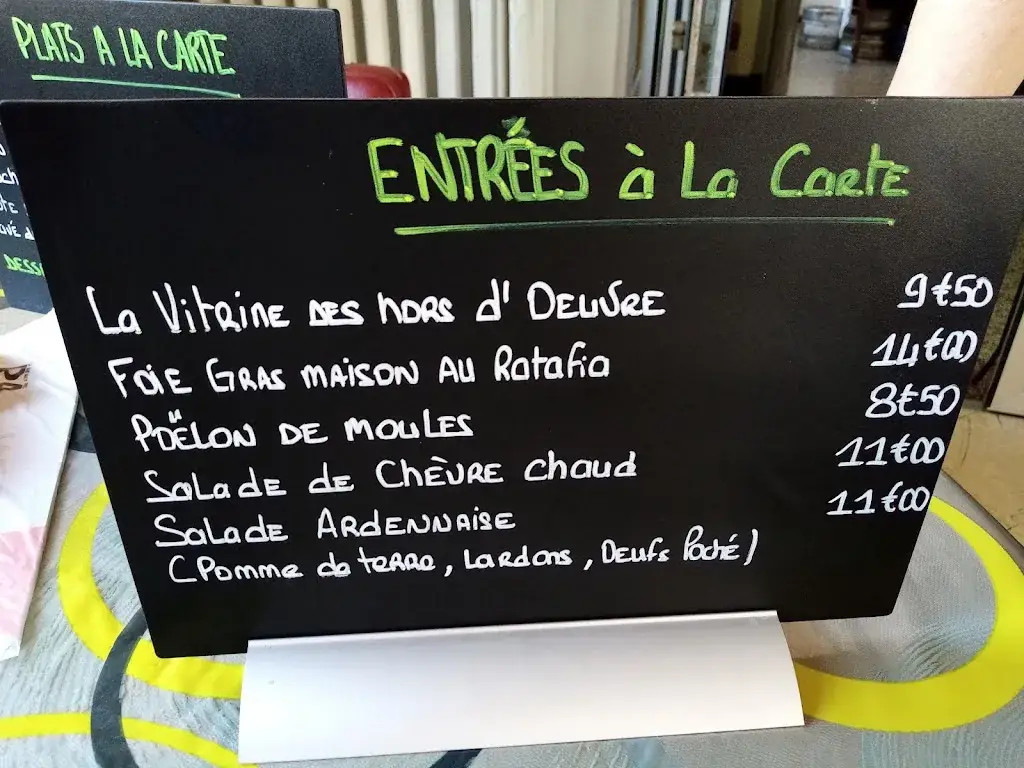 PLATS A LA CARTE
ENTRÉES à La Carte
La Vitrine des hors d'Oeuvre 9€50
Foie Gras maison au Ratafia 14€00
Poëlon de moules 8€50
Salade de Chèvre chaud 11€00
Salade Ardennaise 11€00
(Pomme de terre, Lardons, Oeufs Poché)